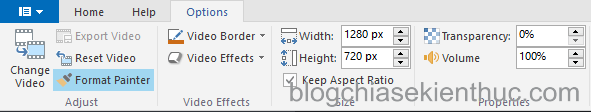 Home Help Options
Change Video
Export Video
Reset Video
Format Painter
Adjust
Video Border
Video Effects
Video Effects
Width: 1280 px
Height: 720 px
Keep Aspect Ratio
Size
Transparency: 0%
Volume 100%
Properties
blogchiasekienthuc.com